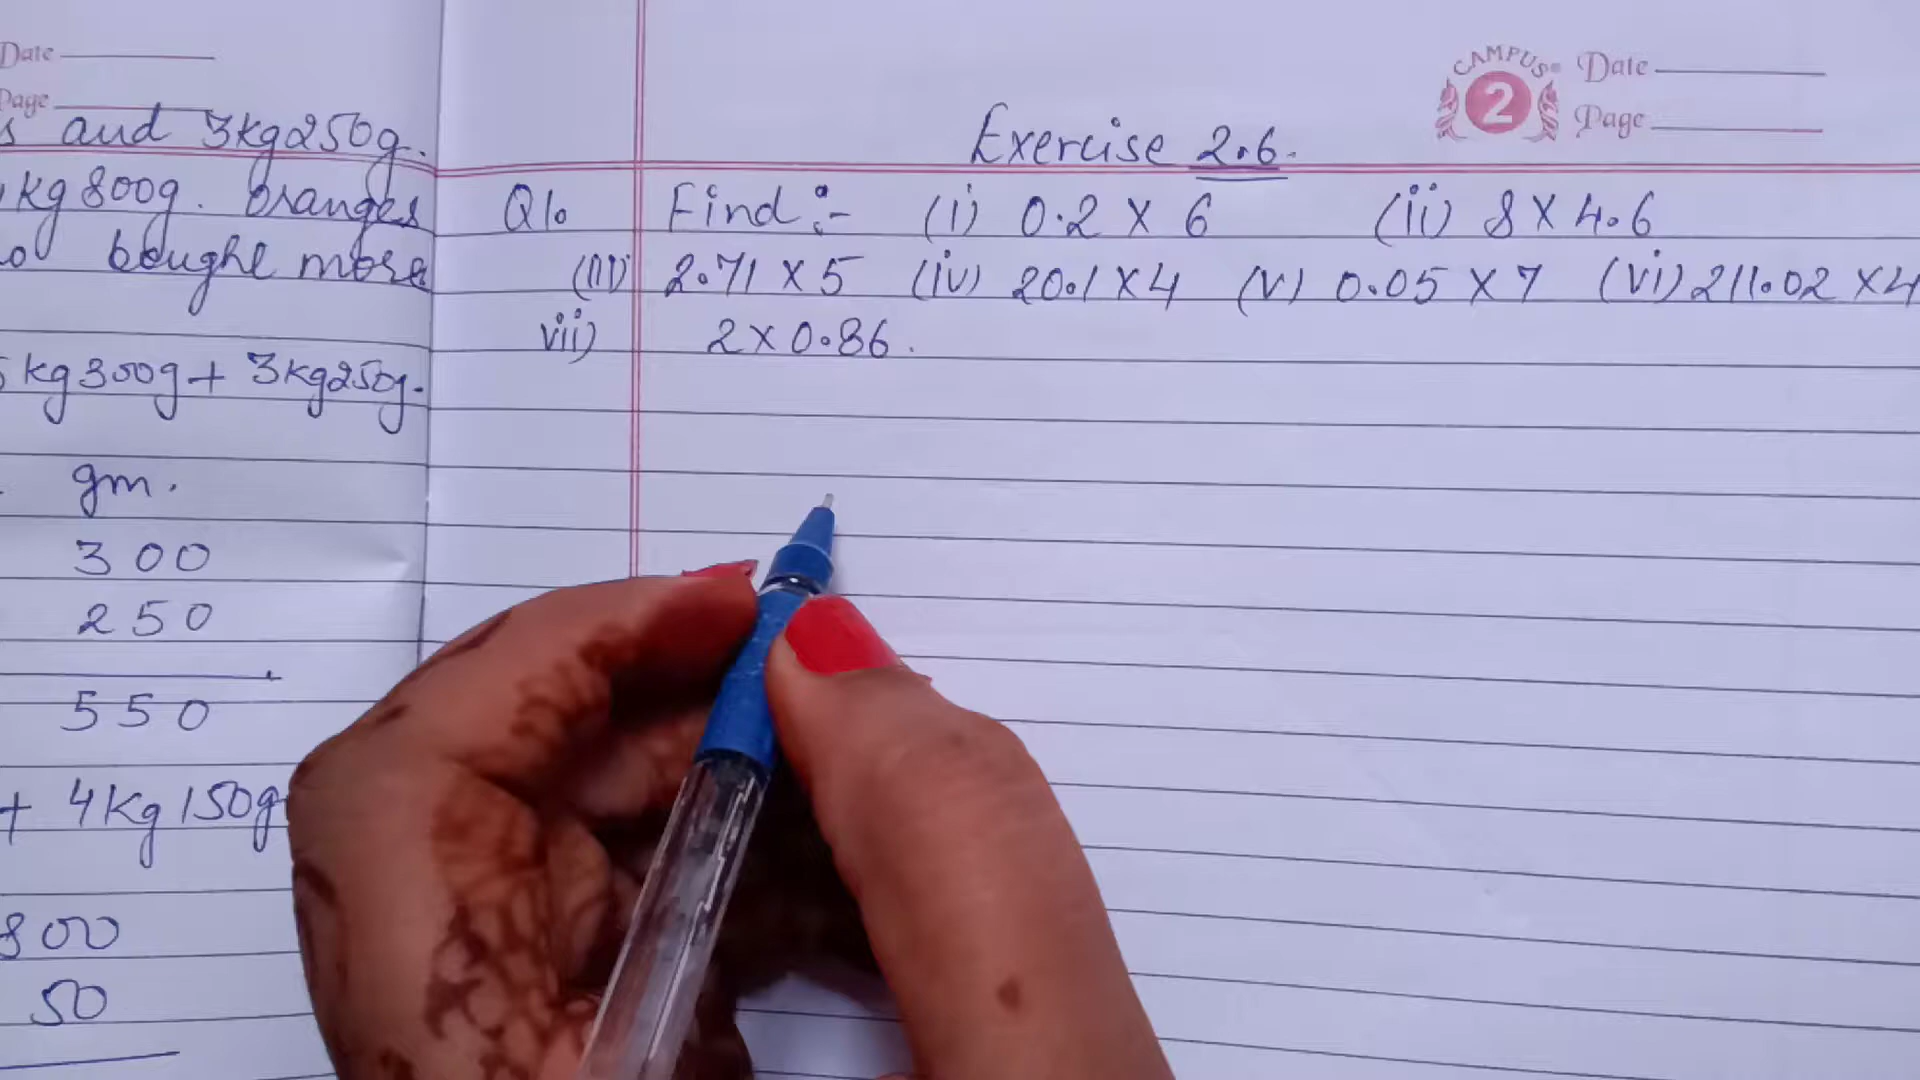 Date
Page
s and 3kg250g.
kg 800g. oranges
bought more
kg300g + 3kg250g.
gm.
300
250
550
+ 4Kg 150g
800
50
CAMPUS
2
Date
Page
Exercise 2.6.
Q1. Find :- (i) 0.2 X 6 (ii) 8 X 4.6
(iii) 2.71 X 5 (iv) 20.1 X 4 (v) 0.05 X 7 (vi) 211.02 X 4
vii) 2 X 0.86.